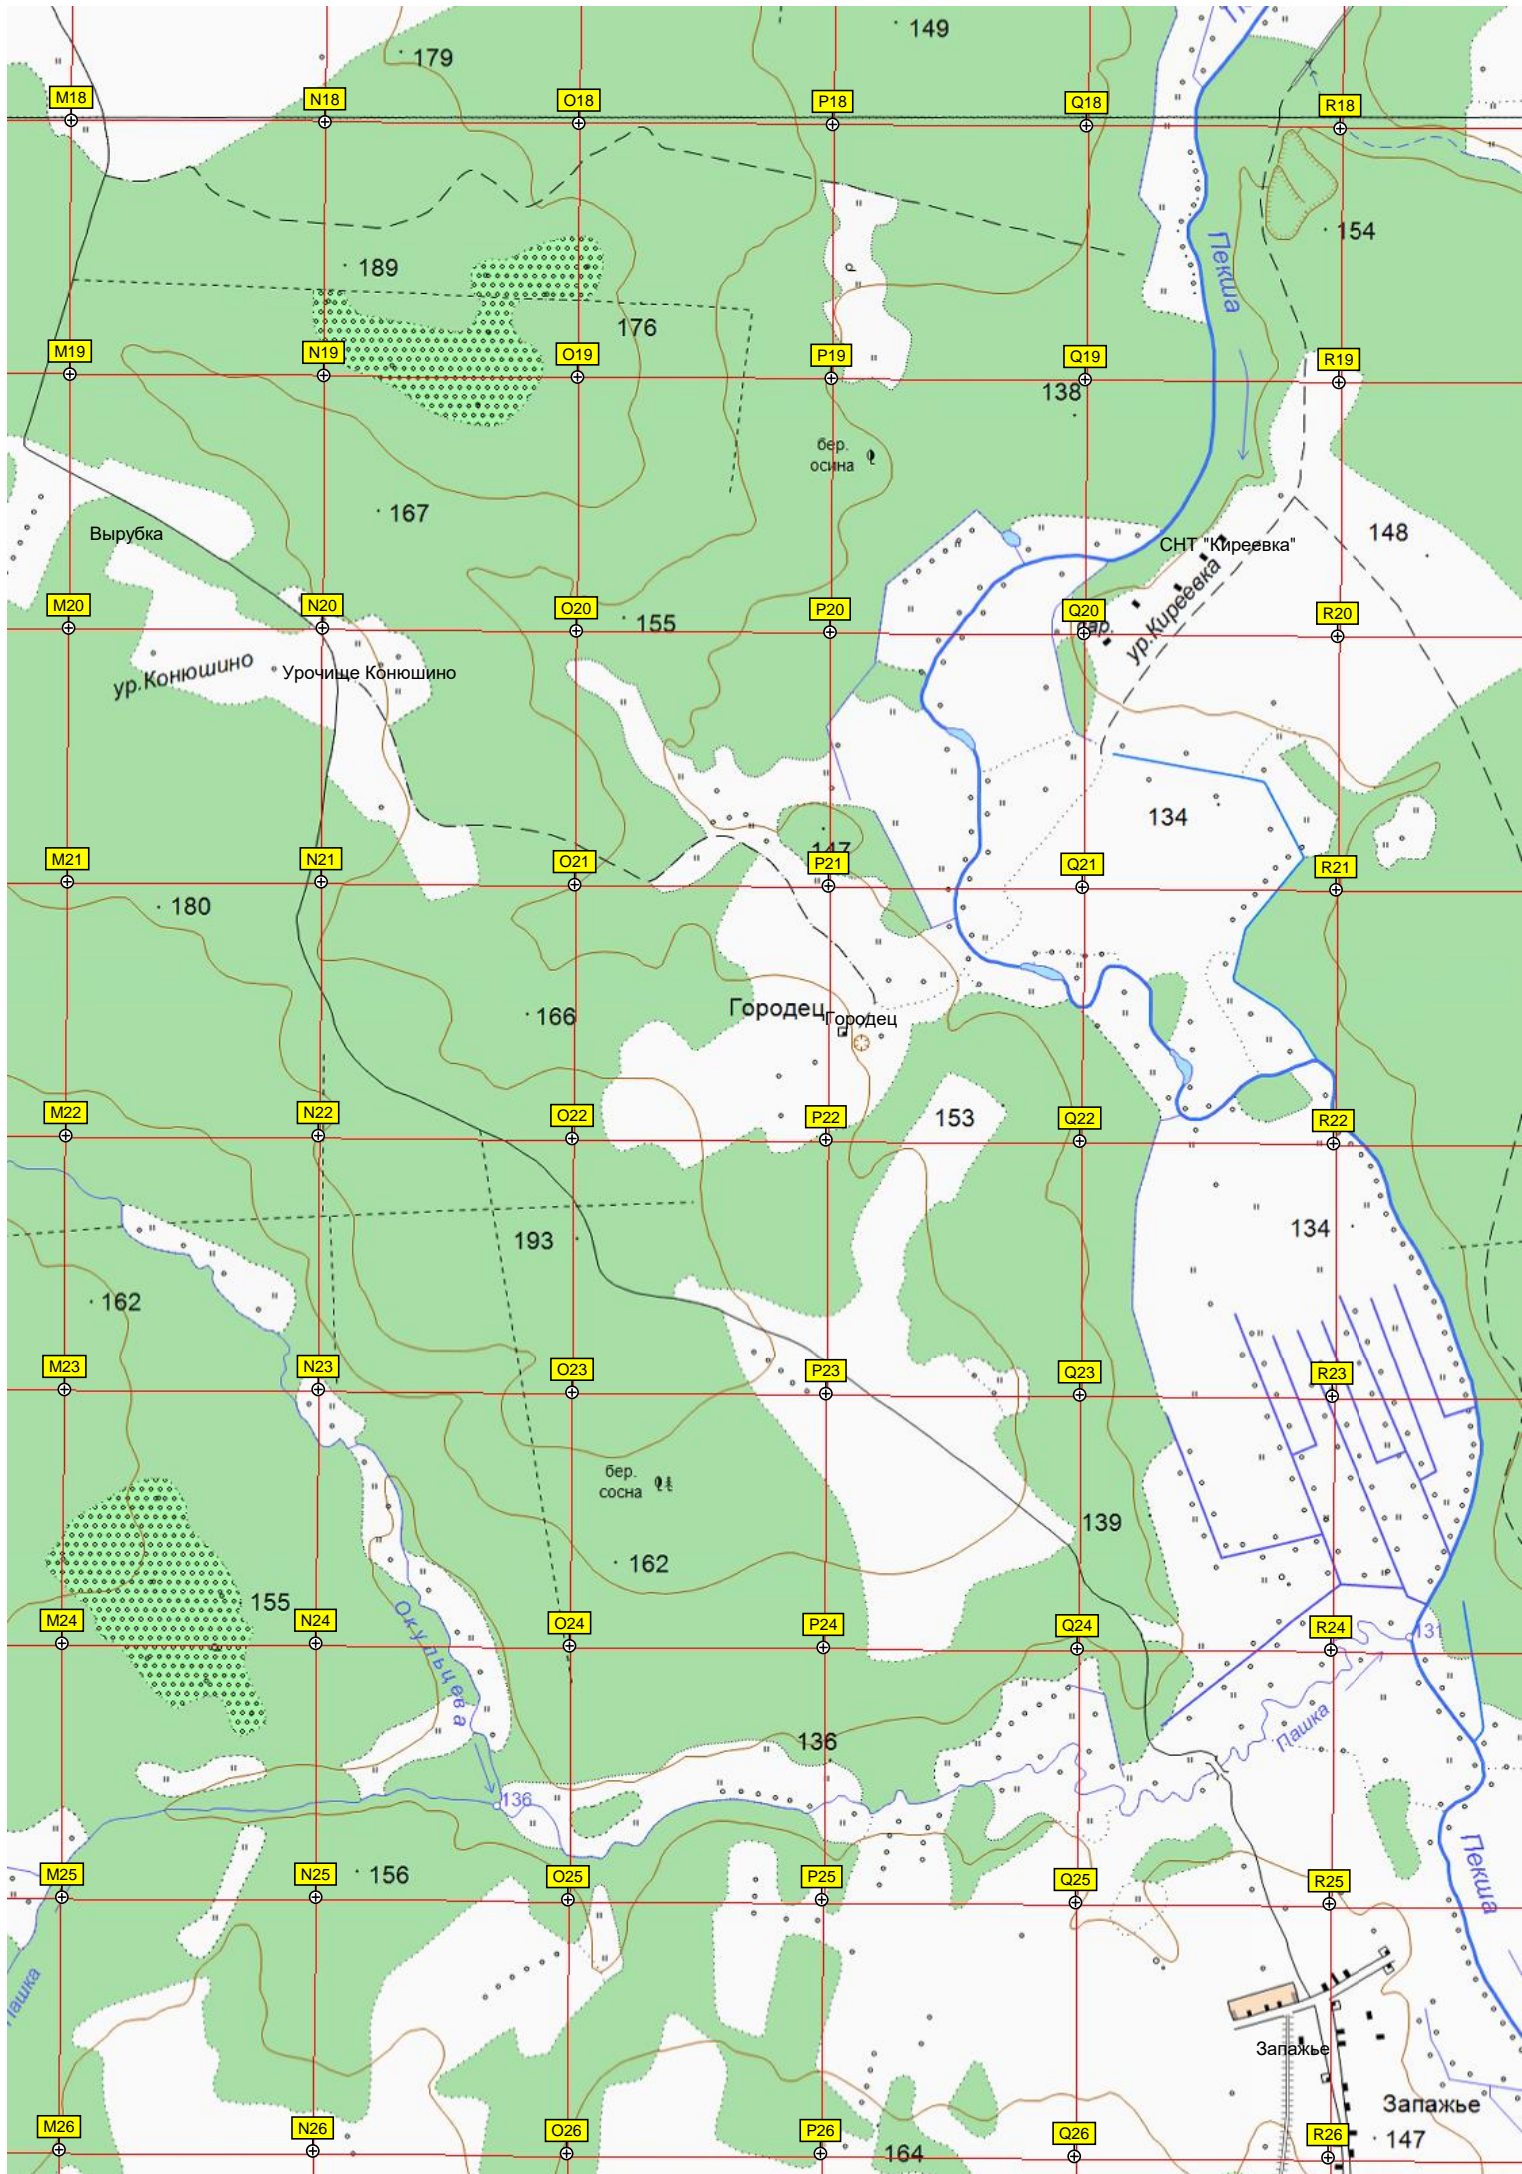 149
179
M18
N18
O18
P18
Q18
R18
154
Пекша
189
176
M19
N19
O19
P19
Q19
R19
138
бер.
осина
167
Вырубка
148
СНТ "Киреевка"
ур.Киреевка
M20
N20
O20
155
P20
Q20
R20
ур.Конюшино
Урочище Конюшино
134
147
M21
N21
O21
P21
Q21
R21
180
166
Городец
Городец
M22
N22
O22
P22
153
Q22
R22
193
134
162
M23
N23
O23
P23
Q23
R23
бер.
сосна
139
162
155
Окульцева
M24
N24
O24
P24
Q24
R24
131
Пашка
136
136
Пекша
M25
N25
156
O25
P25
Q25
R25
Пашка
Запажье
Запажье
M26
N26
O26
P26
164
Q26
R26
147